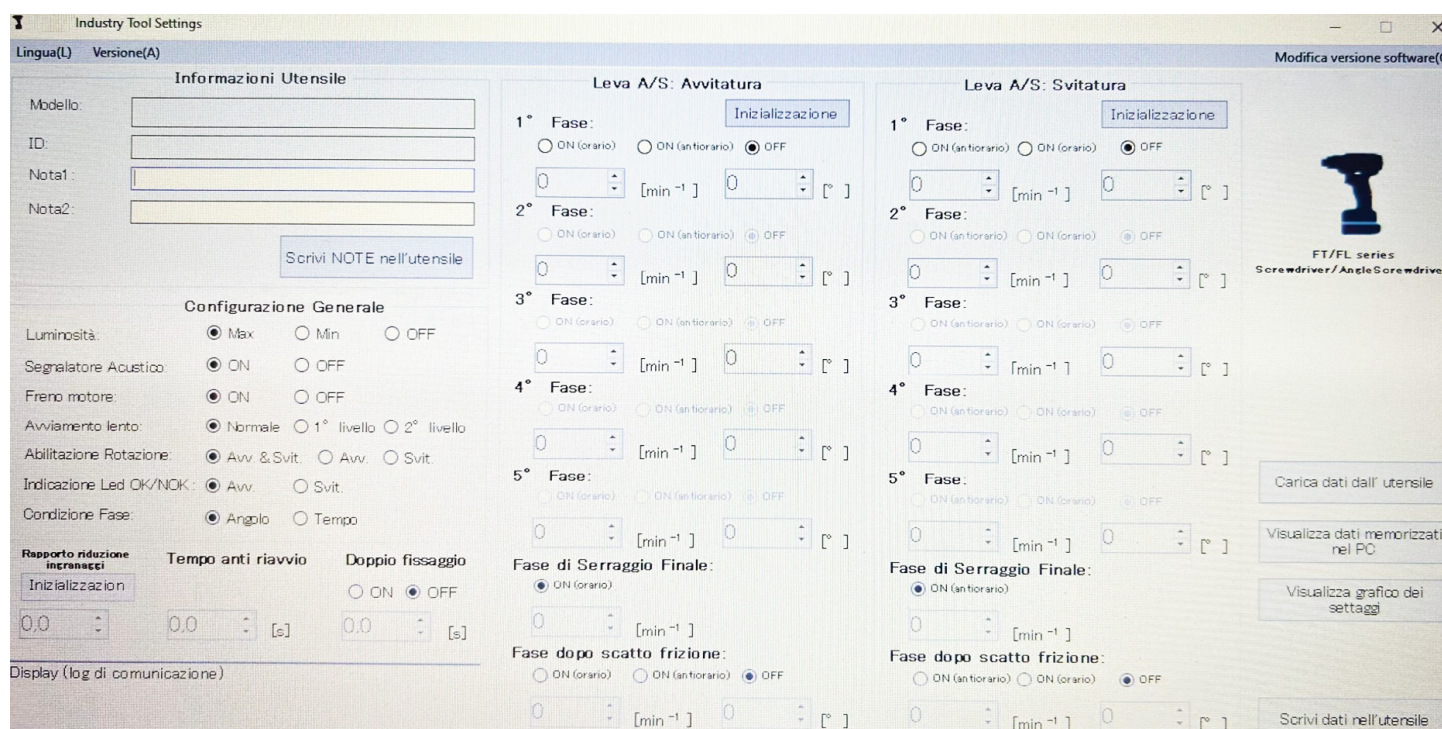 Industry Tool Settings
Lingua(L) Versione(A)
Modifica versione software(
Informazioni Utensile
Modello:
ID:
Nota1:
Nota2:
Scrivi NOTE nell'utensile
Configurazione Generale
Luminosità: Max Min OFF
Segnalatore Acustico: ON OFF
Freno motore: ON OFF
Avviamento lento: Normale 1° livello 2° livello
Abilitazione Rotazione: Avv. & Svit. Avv. Svit.
Indicazione Led OK/NOK: Avv. Svit.
Condizione Fase: Angolo Tempo
Rapporto riduzione
ingranaggi
Inizializzazion
0,0
Tempo anti riavvio
0,0 [s]
Doppio fissaggio
ON OFF
0.0 [s]
Display (log di comunicazione)
Leva A/S: Avvitatura
Inizializzazione
1° Fase:
ON (orario) ON (antiorario) OFF
0 [min⁻¹] 0 [°]
2° Fase:
ON (orario) ON (antiorario) OFF
0 [min⁻¹] 0 [°]
3° Fase:
ON (orario) ON (antiorario) OFF
0 [min⁻¹] 0 [°]
4° Fase:
ON (orario) ON (antiorario) OFF
0 [min⁻¹] 0 [°]
5° Fase:
ON (orario) ON (antiorario) OFF
0 [min⁻¹] 0 [°]
Fase di Serraggio Finale:
ON (orario)
0 [min⁻¹]
Fase dopo scatto frizione:
ON (orario) ON (antiorario) OFF
0 [min⁻¹] 0 [°]
Leva A/S: Svitatura
Inizializzazione
1° Fase:
ON (antiorario) ON (orario) OFF
0 [min⁻¹] 0 [°]
2° Fase:
ON (antiorario) ON (orario) OFF
0 [min⁻¹] 0 [°]
3° Fase:
ON (antiorario) ON (orario) OFF
0 [min⁻¹] 0 [°]
4° Fase:
ON (antiorario) ON (orario) OFF
0 [min⁻¹] 0 [°]
5° Fase:
ON (antiorario) ON (orario) OFF
0 [min⁻¹] 0 [°]
Fase di Serraggio Finale:
ON (antiorario)
0 [min⁻¹]
Fase dopo scatto frizione:
ON (antiorario) ON (orario) OFF
0 [min⁻¹] 0 [°]
FT/FL series
Screwdriver/AngleScrewdrive
Carica dati dall' utensile
Visualizza dati memorizzati
nel PC
Visualizza grafico dei
settaggi
Scrivi dati nell'utensile